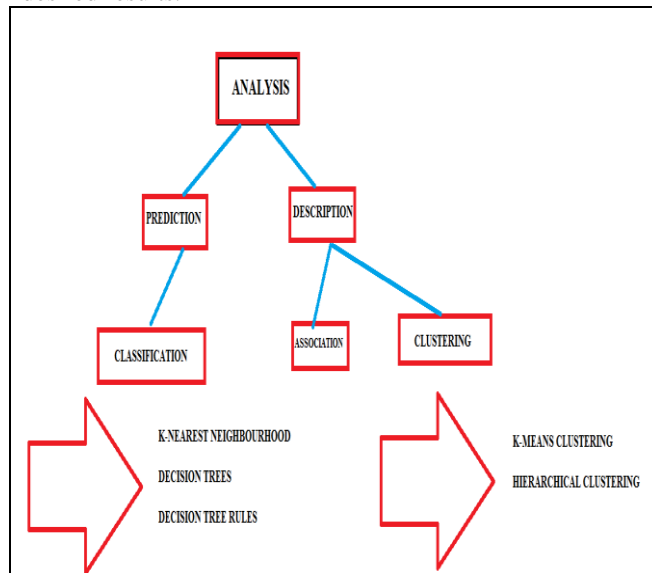 ANALYSIS
PREDICTION
DESCRIPTION
CLASSIFICATION
ASSOCIATION
CLUSTERING
K-NEAREST NEIGHBOURHOOD
DECISION TREES
DECISION TREE RULES
K-MEANS CLUSTERING
HIERARCHICAL CLUSTERING